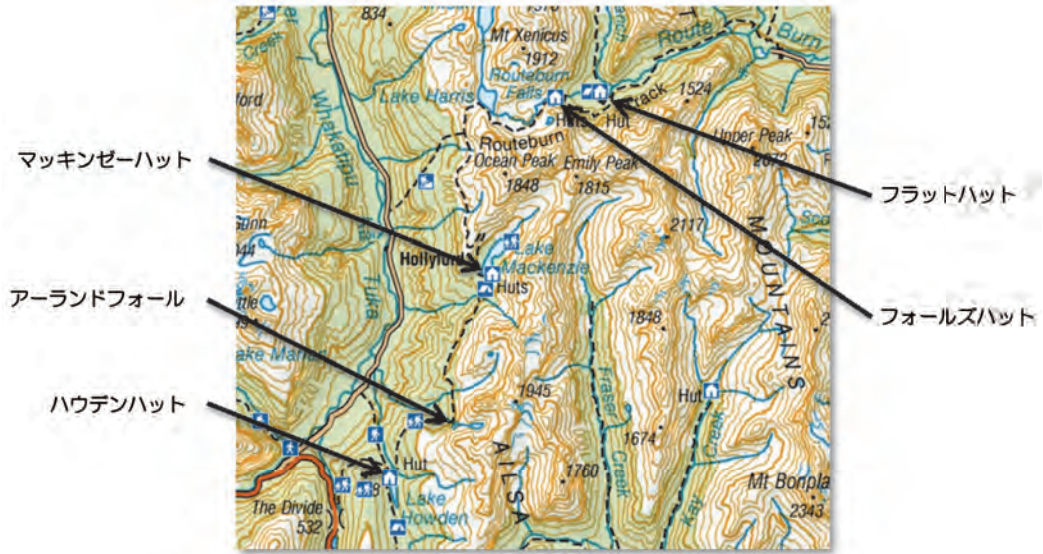 834
Mt Xenicus
1912
Creek
Route
Burn
Routeburn
Falls
Lake Harris
1524
Track
Huts
Hut
Routeburn
Upper Peak
Ocean Peak
Emily Peak
1848
1815
2117
マッキンゼーハット
フラットハット
Hollyford
Lake
Mackenzie
Huts
MOUNTAINS
アーランドフォール
フォールズハット
1848
1945
Fraser
Creek
Hut
1674
ハウデンハット
Hut
AILSA
1760
Kay
Creek
Lake
Howden
The Divide
532
Mt Bonpla
2343